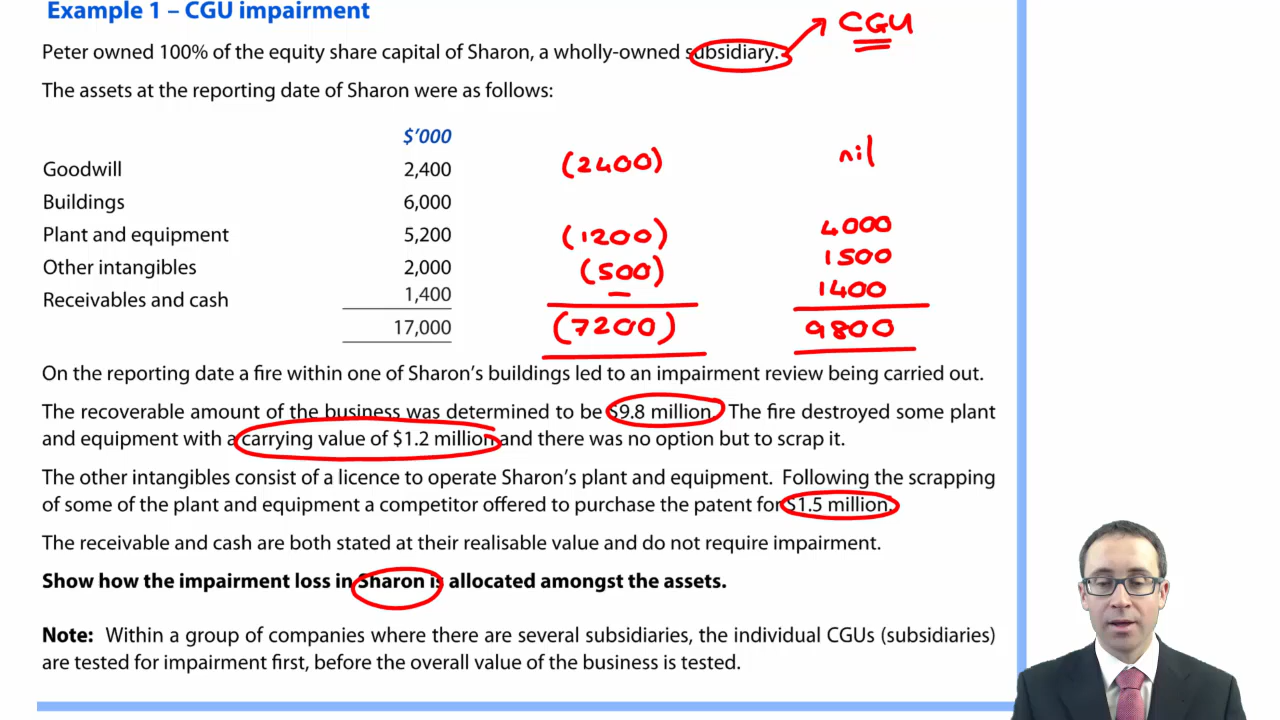 Example 1 – CGU impairment
CGU
Peter owned 100% of the equity share capital of Sharon, a wholly-owned subsidiary.
The assets at the reporting date of Sharon were as follows:
$'000
Goodwill 2,400 (2400) nil
Buildings 6,000
Plant and equipment 5,200 (1200) 4000
Other intangibles 2,000 (500) 1500
Receivables and cash 1,400 – 1400
17,000 (7200) 9800
On the reporting date a fire within one of Sharon's buildings led to an impairment review being carried out.
The recoverable amount of the business was determined to be $9.8 million. The fire destroyed some plant
and equipment with a carrying value of $1.2 million and there was no option but to scrap it.
The other intangibles consist of a licence to operate Sharon's plant and equipment. Following the scrapping
of some of the plant and equipment a competitor offered to purchase the patent for $1.5 million.
The receivable and cash are both stated at their realisable value and do not require impairment.
Show how the impairment loss in Sharon is allocated amongst the assets.
Note: Within a group of companies where there are several subsidiaries, the individual CGUs (subsidiaries)
are tested for impairment first, before the overall value of the business is tested.